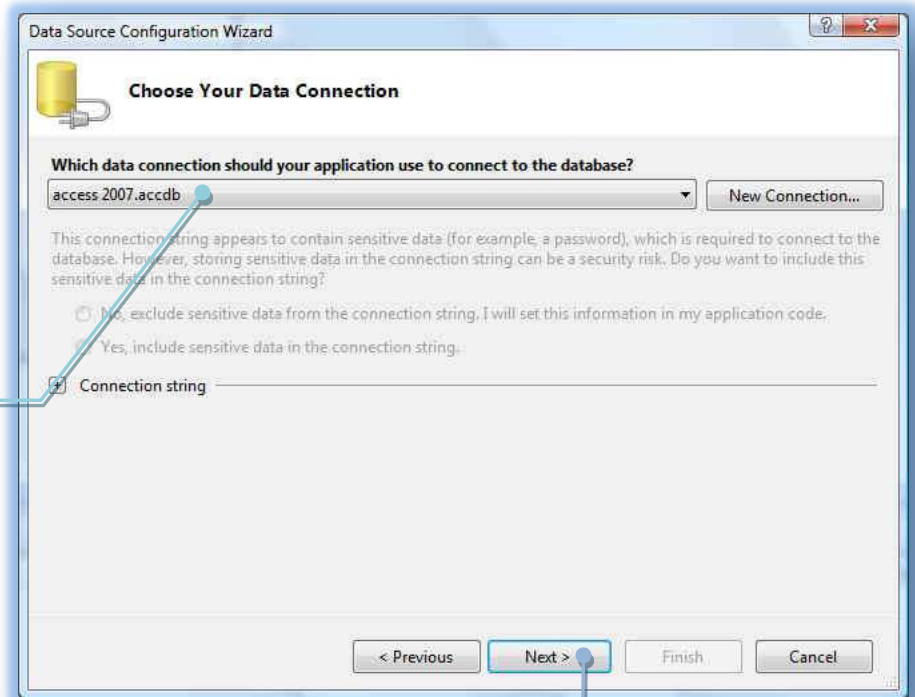 Data Source Configuration Wizard
Choose Your Data Connection
Which data connection should your application use to connect to the database?
access 2007.accdb
New Connection...
This connection string appears to contain sensitive data (for example, a password), which is required to connect to the
database. However, storing sensitive data in the connection string can be a security risk. Do you want to include this
sensitive data in the connection string?
No, exclude sensitive data from the connection string. I will set this information in my application code.
Yes, include sensitive data in the connection string.
Connection string
< Previous
Next >
Finish
Cancel